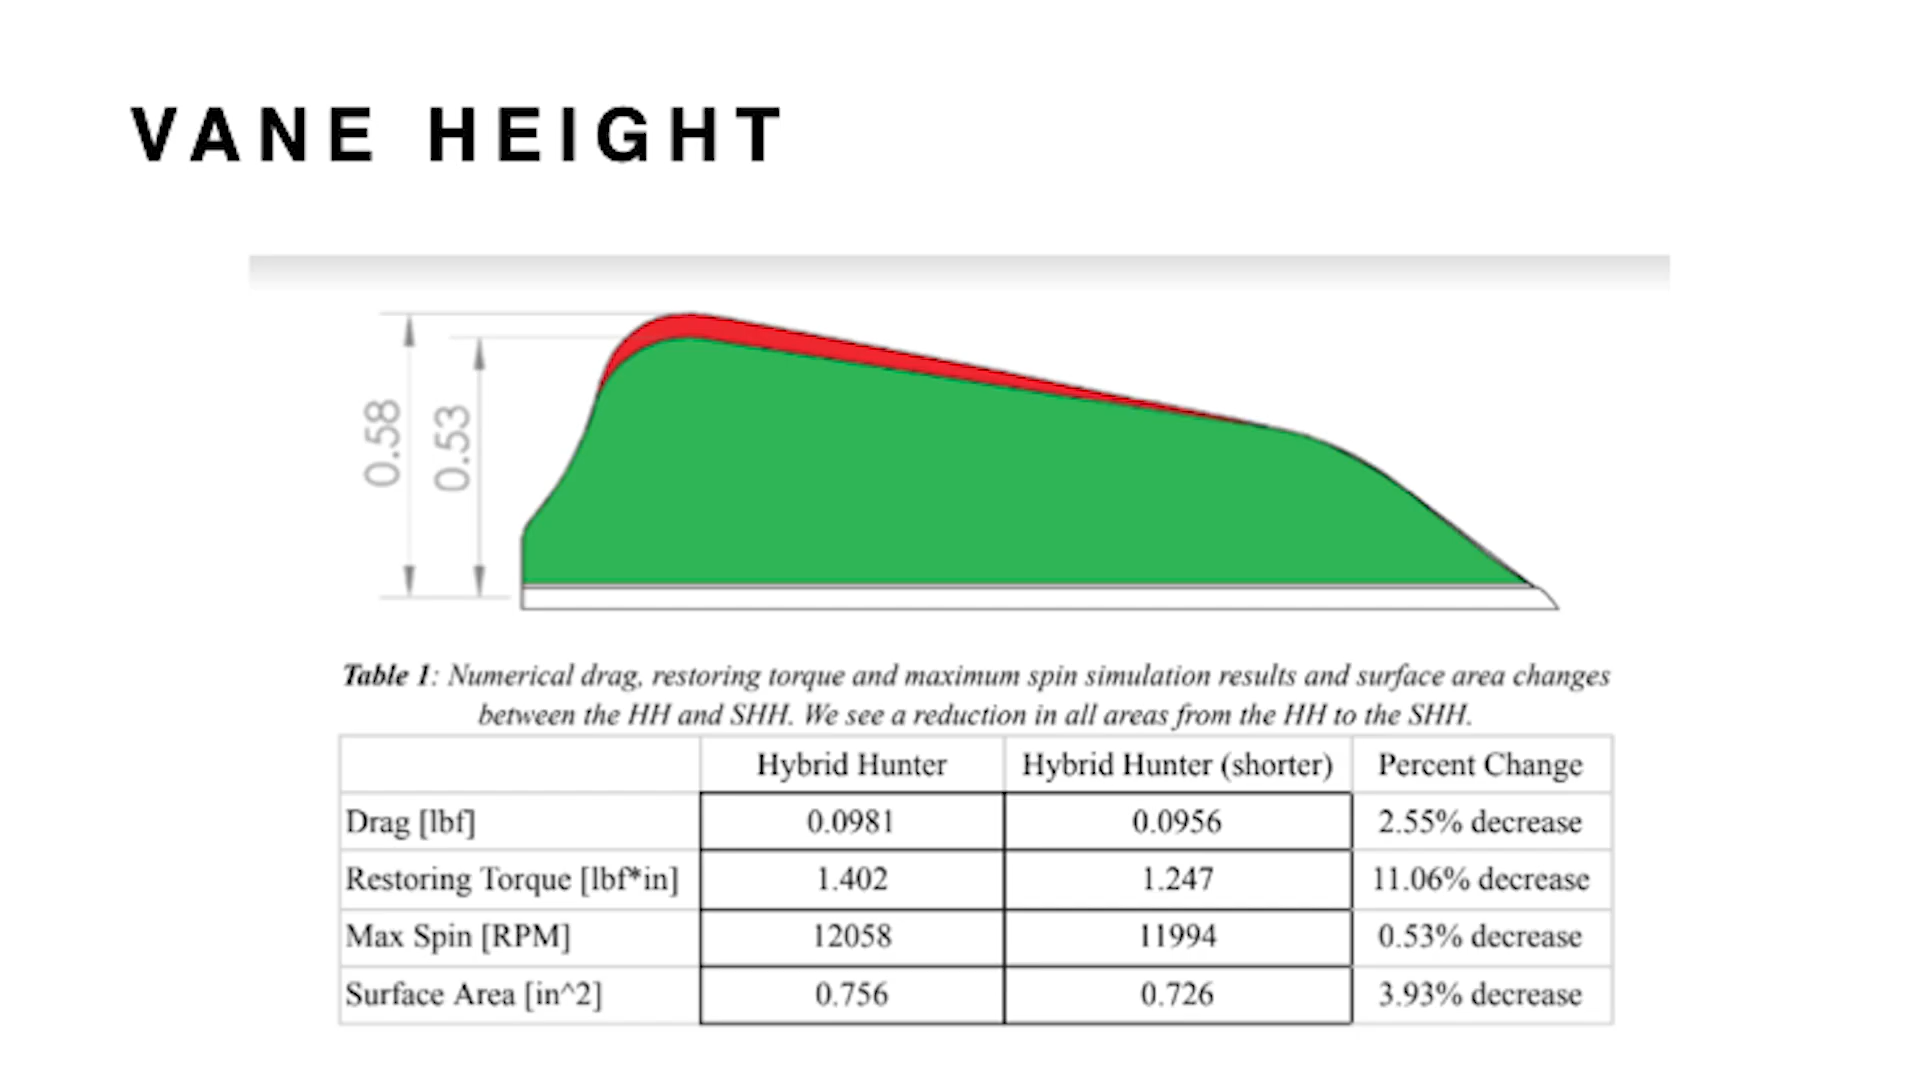 VANE HEIGHT
0.58
0.53
Table 1: Numerical drag, restoring torque and maximum spin simulation results and surface area changes
between the HH and SHH. We see a reduction in all areas from the HH to the SHH.
Hybrid Hunter Hybrid Hunter (shorter) Percent Change
Drag [lbf] 0.0981 0.0956 2.55% decrease
Restoring Torque [lbf*in] 1.402 1.247 11.06% decrease
Max Spin [RPM] 12058 11994 0.53% decrease
Surface Area [in^2] 0.756 0.726 3.93% decrease